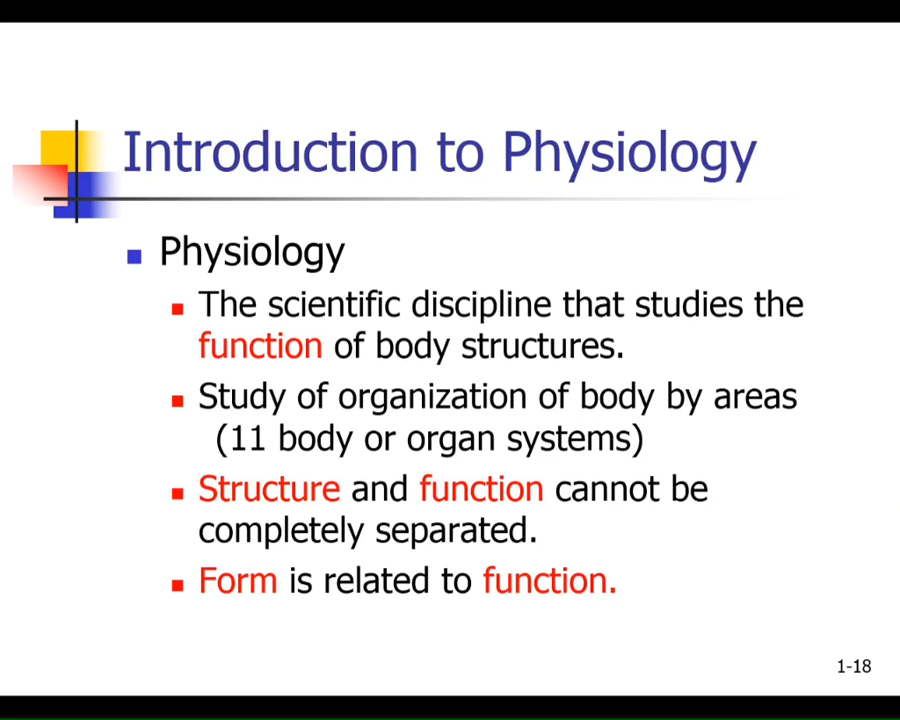 Introduction to Physiology
Physiology
The scientific discipline that studies the
function of body structures.
Study of organization of body by areas
(11 body or organ systems)
Structure and function cannot be
completely separated.
Form is related to function.
1-18